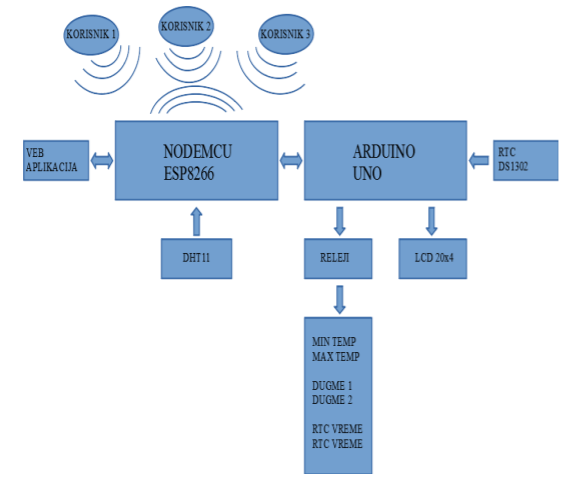 KORISNIK 1
KORISNIK 2
KORISNIK 3
VEB
APLIKACIJA
NODEMCU
ESP8266
ARDUINO
UNO
RTC
DS1302
DHT11
RELEJI
LCD 20x4
MIN TEMP
MAX TEMP
DUGME 1
DUGME 2
RTC VREME
RTC VREME